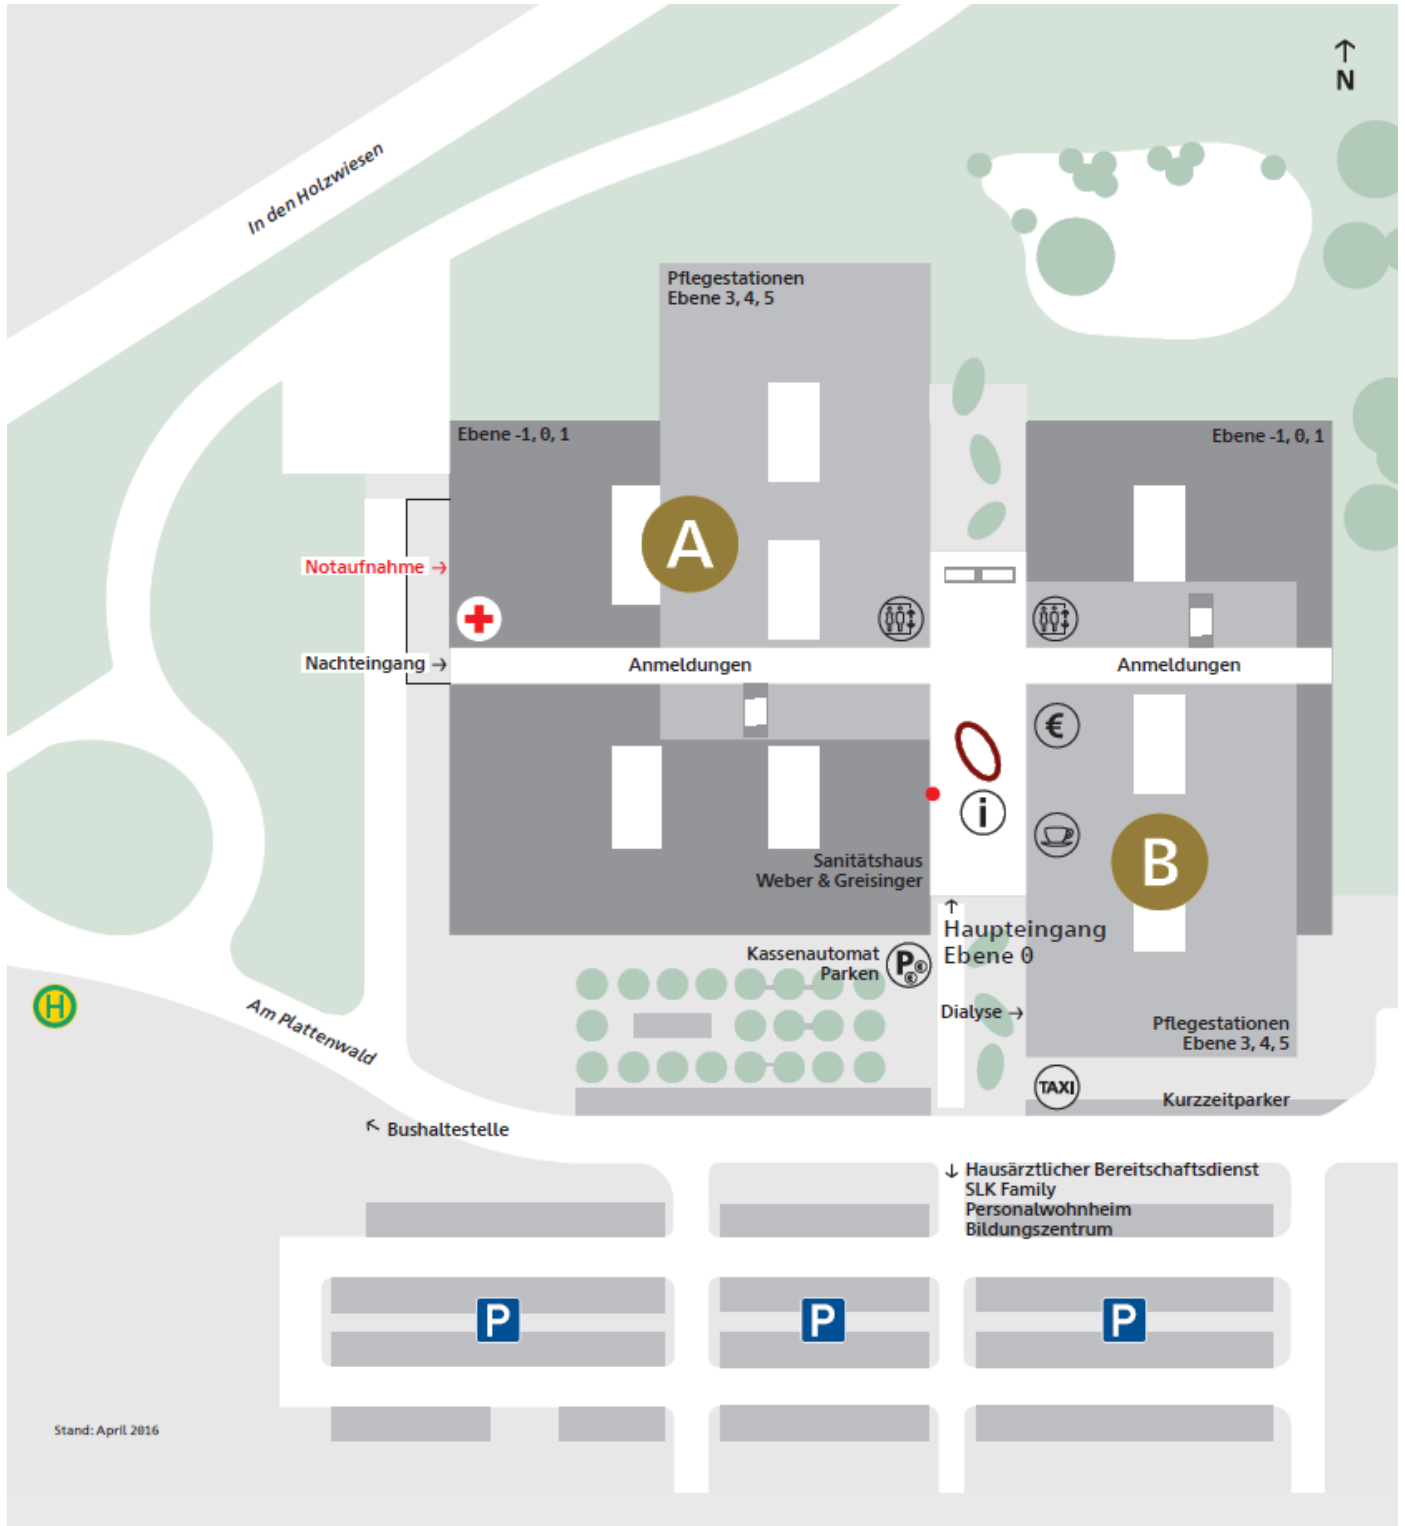 N
In den Holzwiesen
Pflegestationen
Ebene 3, 4, 5
Ebene -1, 0, 1
Ebene -1, 0, 1
A
Notaufnahme →
Nachteingang →
Anmeldungen
Anmeldungen
€
i
B
Sanitätshaus
Weber & Greisinger
Haupteingang
Ebene 0
Kassenautomat
Parken
P
€
€
H
Am Plattenwald
Dialyse →
Pflegestationen
Ebene 3, 4, 5
TAXI
Kurzzeitparker
Bushaltestelle
Hausärztlicher Bereitschaftsdienst
SLK Family
Personalwohnheim
Bildungszentrum
P
P
P
Stand: April 2016